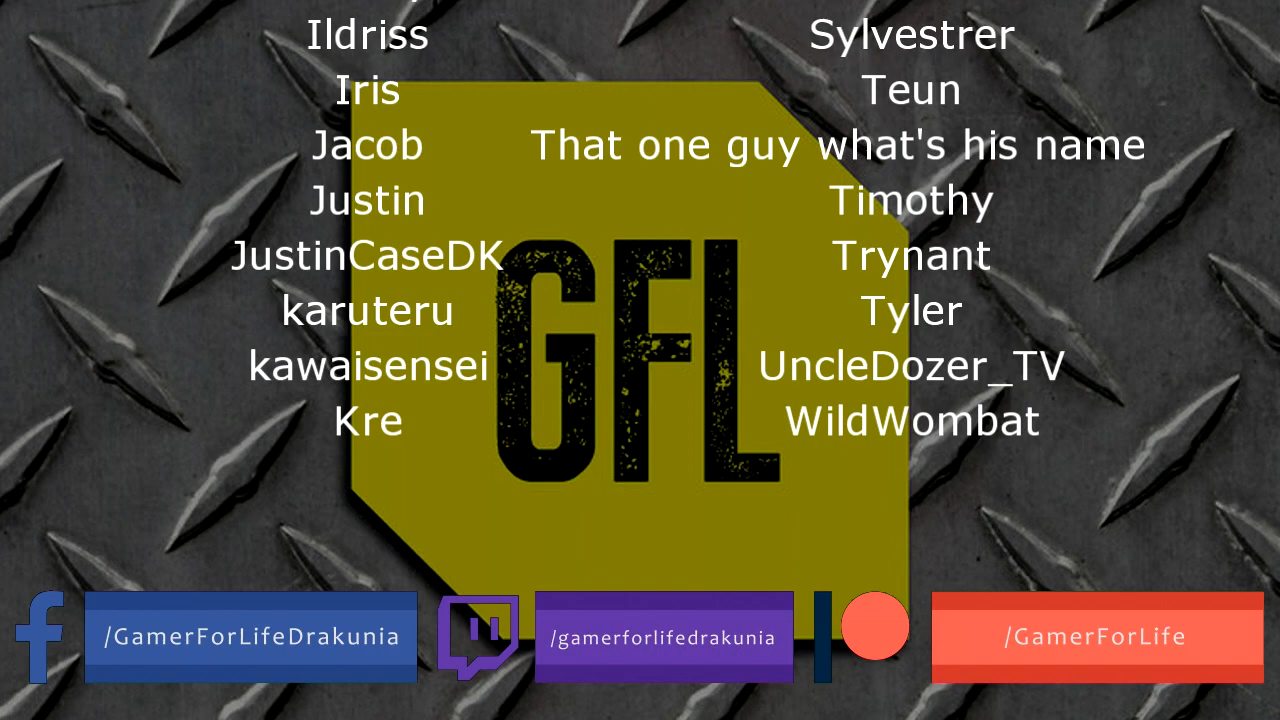 Ildriss
Iris
Jacob
Justin
JustinCaseDK
karuteru
kawaisensei
Kre
Sylvestrer
Teun
That one guy what's his name
Timothy
Trynant
Tyler
UncleDozer_TV
WildWombat
GFL
/GamerForLifeDrakunia
/gamerforlifedrakunia
/GamerForLife